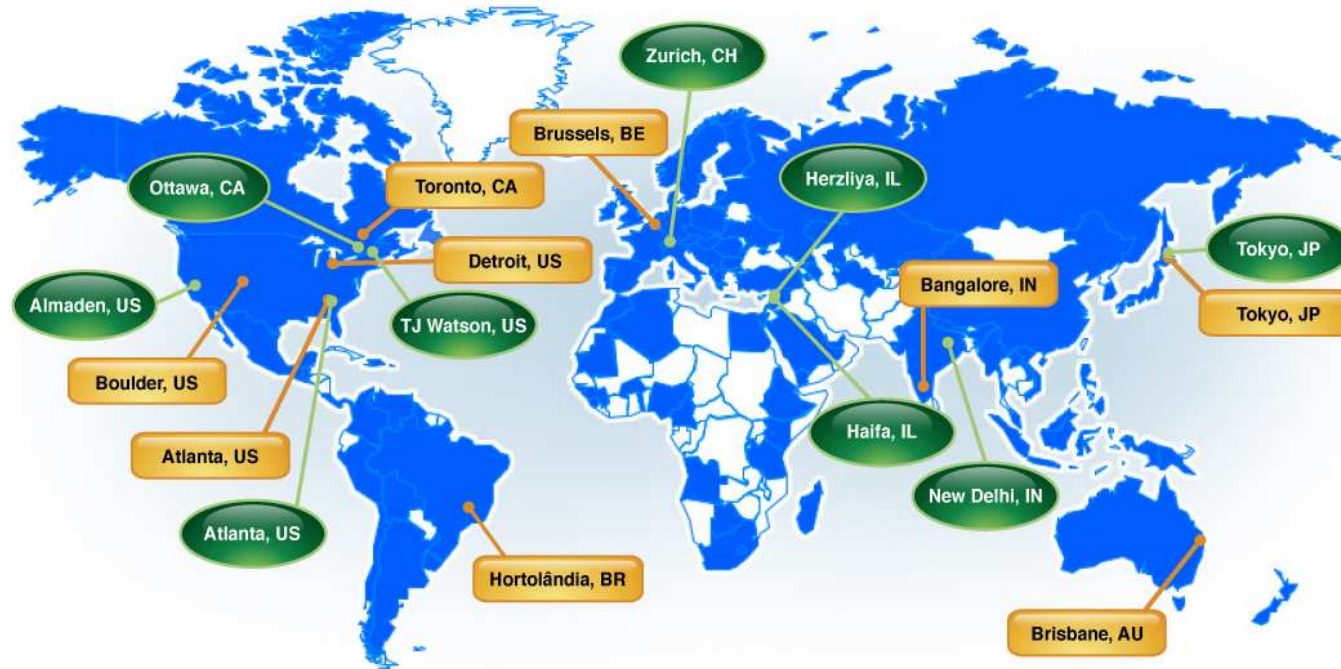 Zurich, CH
Brussels, BE
Ottawa, CA
Toronto, CA
Herzliya, IL
Tokyo, JP
Detroit, US
Bangalore, IN
Almaden, US
TJ Watson, US
Tokyo, JP
Boulder, US
Haifa, IL
Atlanta, US
New Delhi, IN
Atlanta, US
Hortolândia, BR
Brisbane, AU